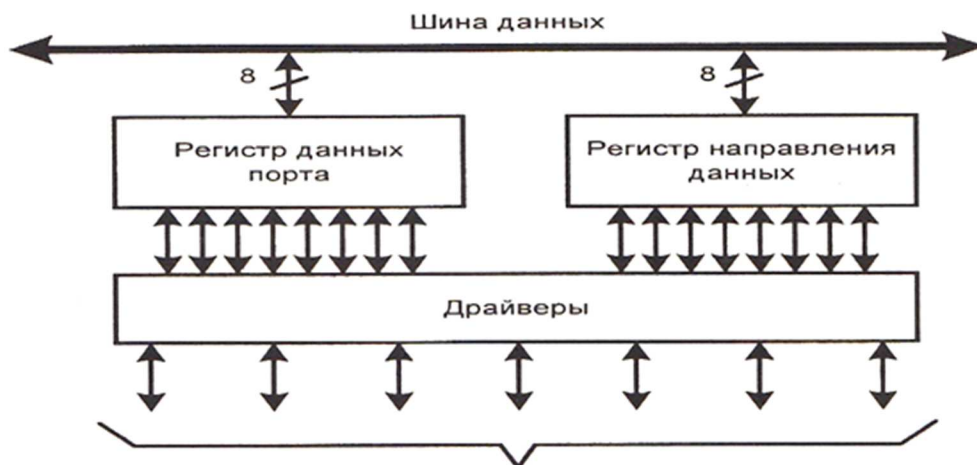 Шина данных
8
8
Регистр данных
порта
Регистр направления
данных
Драйверы